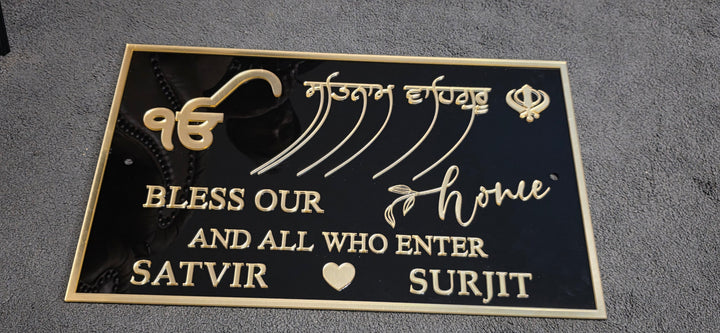 ੴ ਸਤਿਨਾਮ ਵਾਹਿਗੁਰੂ
BLESS OUR home
AND ALL WHO ENTER
SATVIR SURJIT